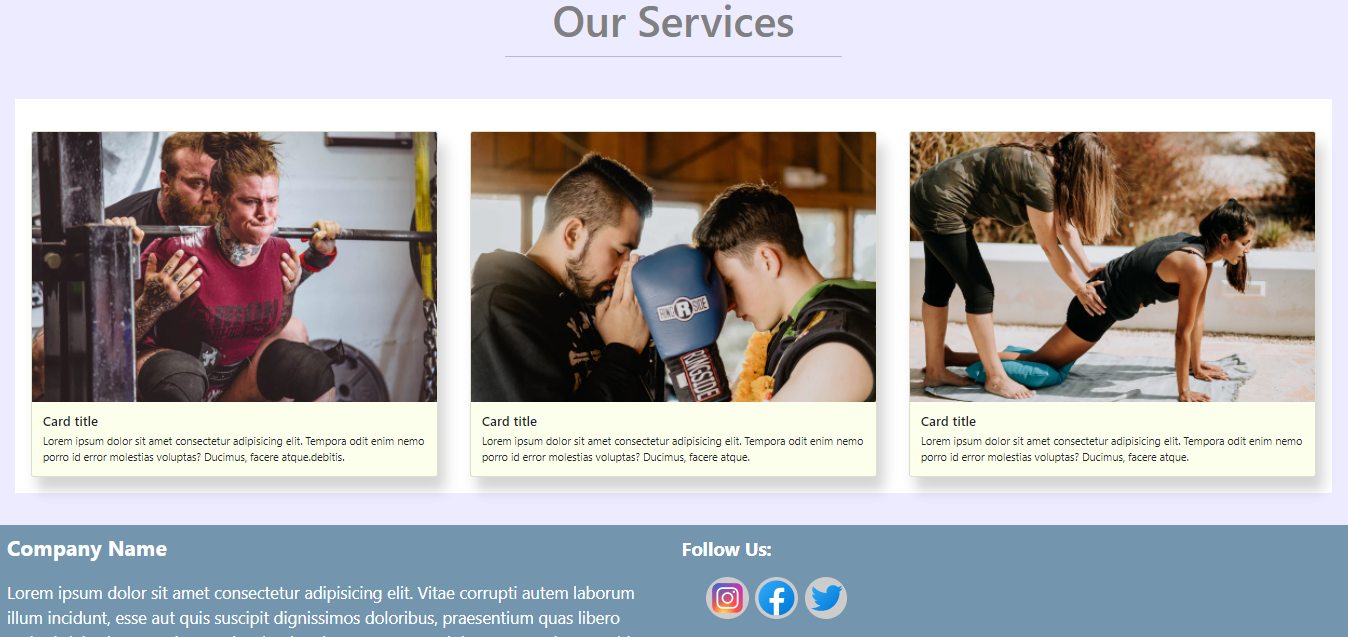 Our Services
RING R SIDE
RINGSIDE
Card title
Lorem ipsum dolor sit amet consectetur adipisicing elit. Tempora odit enim nemo
porro id error molestias voluptas? Ducimus, facere atque.debitis.
Card title
Lorem ipsum dolor sit amet consectetur adipisicing elit. Tempora odit enim nemo
porro id error molestias voluptas? Ducimus, facere atque.
Card title
Lorem ipsum dolor sit amet consectetur adipisicing elit. Tempora odit enim nemo
porro id error molestias voluptas? Ducimus, facere atque.
Company Name
Lorem ipsum dolor sit amet consectetur adipisicing elit. Vitae corrupti autem laborum
illum incidunt, esse aut quis suscipit dignissimos doloribus, praesentium quas libero
Follow Us: